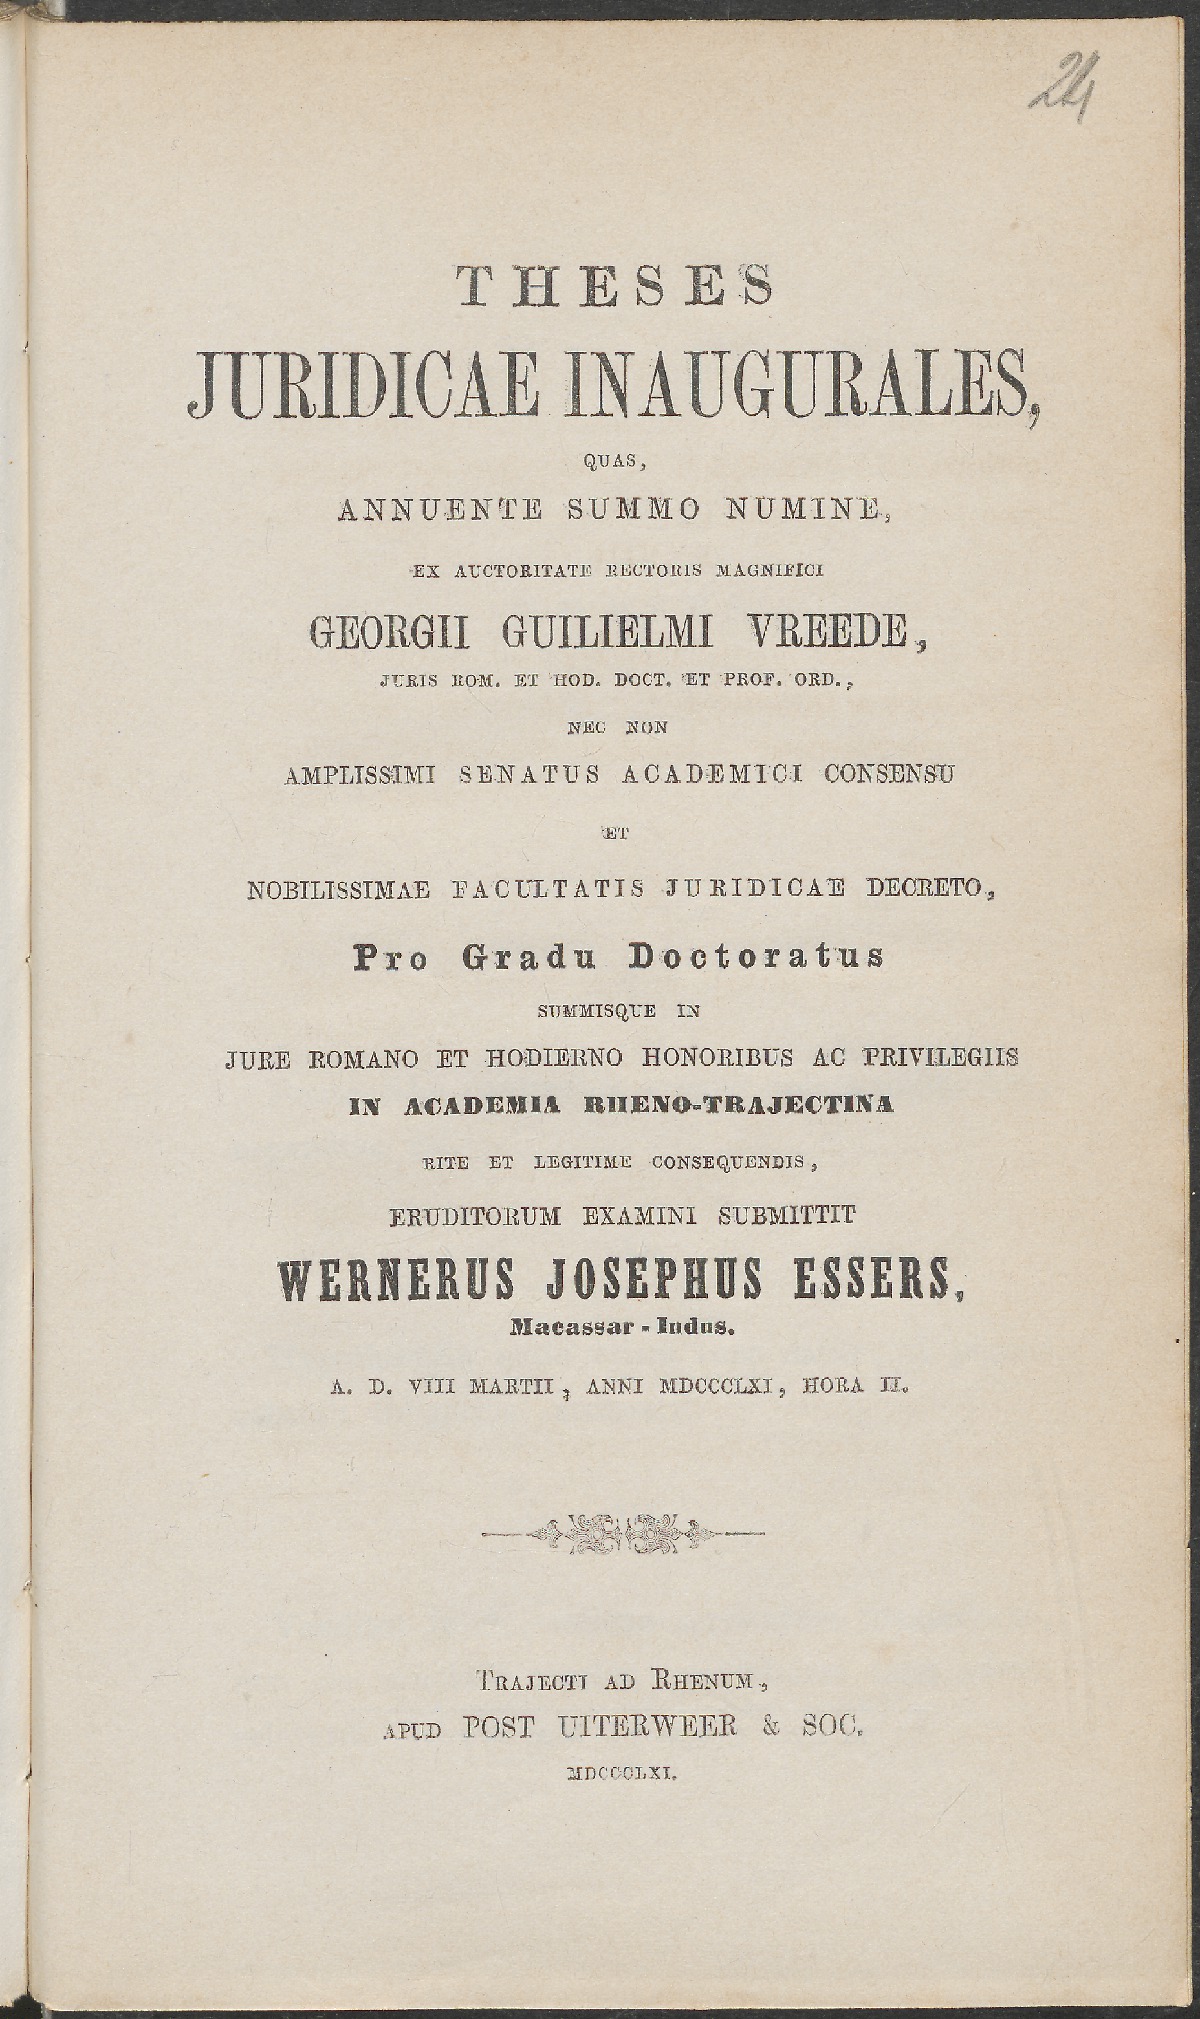 24
THESES
JURIDICAE INAUGURALES,
QUAS,
ANNUENTE SUMMO NUMINE,
EX AUCTORITATE RECTORIS MAGNIFICI
GEORGII GUILIELMI VREEDE,
JURIS ROM. ET HOD. DOCT. ET PROF. ORD.,
NEC NON
AMPLISSIMI SENATUS ACADEMICI CONSENSU
ET
NOBILISSIMAE FACULTATIS JURIDICAE DECRETO,
Pro Gradu Doctoratus
SUMMISQUE IN
JURE ROMANO ET HODIERNO HONORIBUS AC PRIVILEGIIS
IN ACADEMIA RHENO-TRAJECTINA
RITE ET LEGITIME CONSEQUENDIS,
ERUDITORUM EXAMINI SUBMITTIT
WERNERUS JOSEPHUS ESSERS,
Macassar-Indus.
A. D. VIII MARTII, ANNI MDCCCLXI, HORA II.
TRAJECTI AD RHENUM,
APUD POST UITERWEER & SOC.
MDCCCLXI.